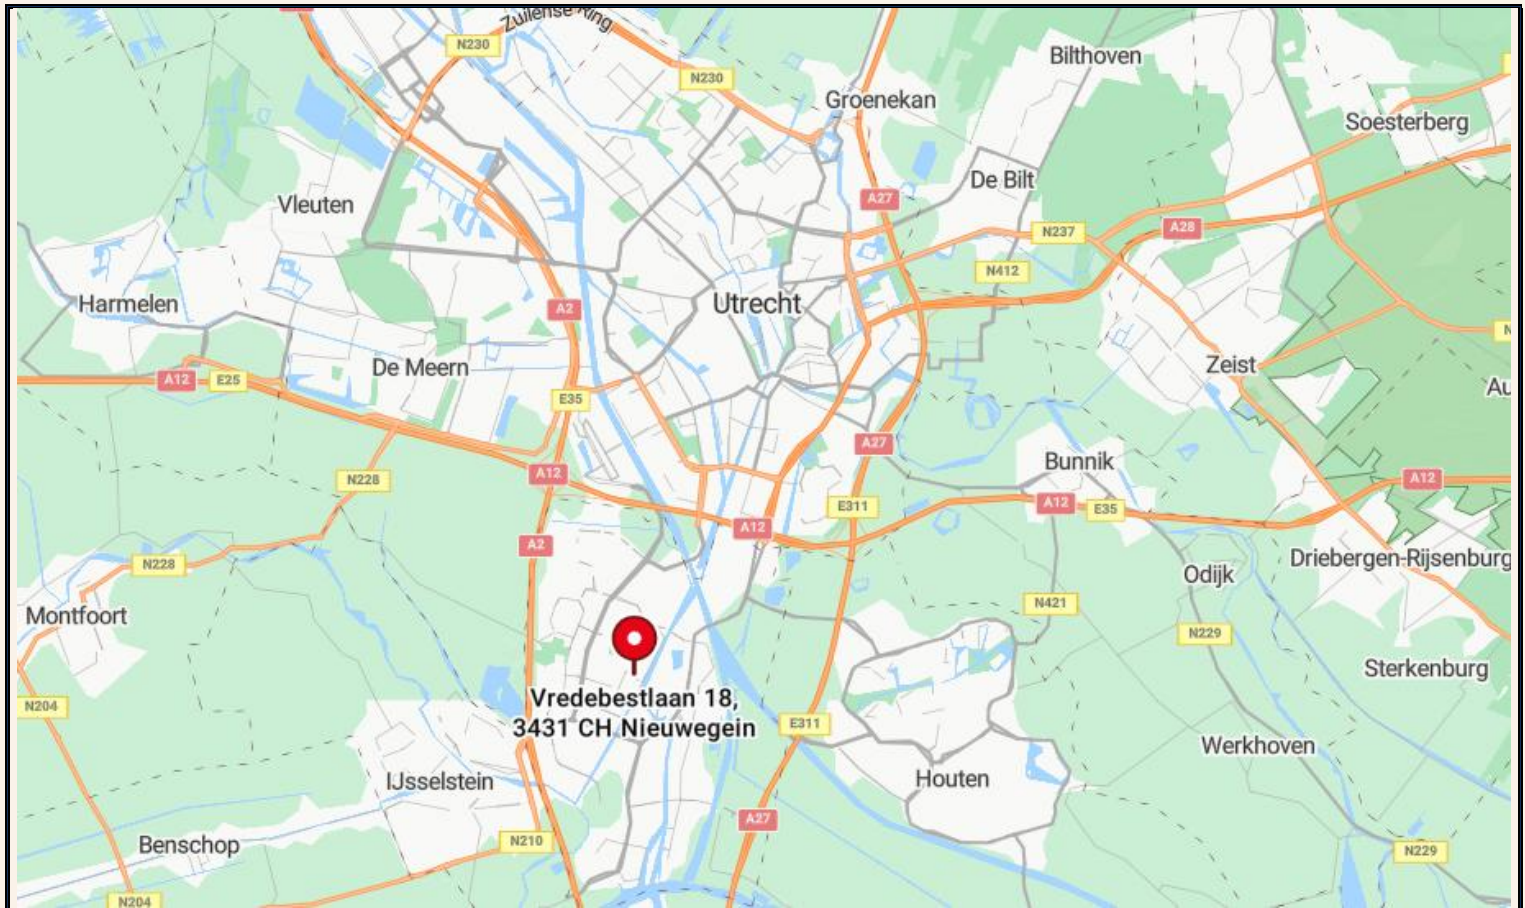 Zuilense Ring
N230
Bilthoven
N230
Groenekan
Soesterberg
De Bilt
A27
Vleuten
A28
N237
N412
Harmelen
Utrecht
A2
De Meern
Zeist
A12
E25
Au
E35
A27
Bunnik
A12
N228
A12
E311
A12
E35
A12
A2
Driebergen-Rijsenburg
N228
Odijk
N421
Montfoort
N229
Sterkenburg
Vredebestlaan 18,
3431 CH Nieuwegein
N204
E311
Werkhoven
IJsselstein
Houten
A27
Benschop
N210
N229
N204